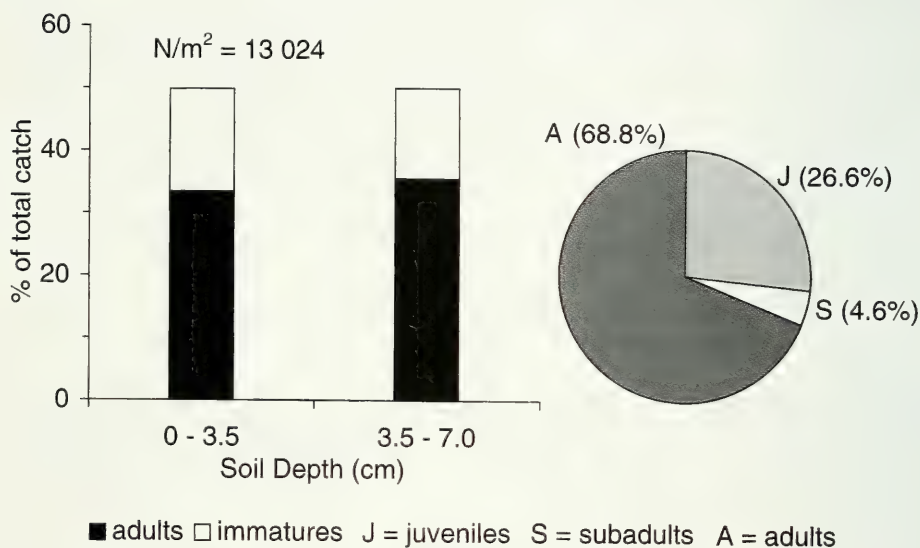 60
N/m² = 13 024
40
20
0
% of total catch
0 - 3.5
3.5 - 7.0
Soil Depth (cm)
A (68.8%)
J (26.6%)
S (4.6%)
adults immatures J = juveniles S = subadults A = adults